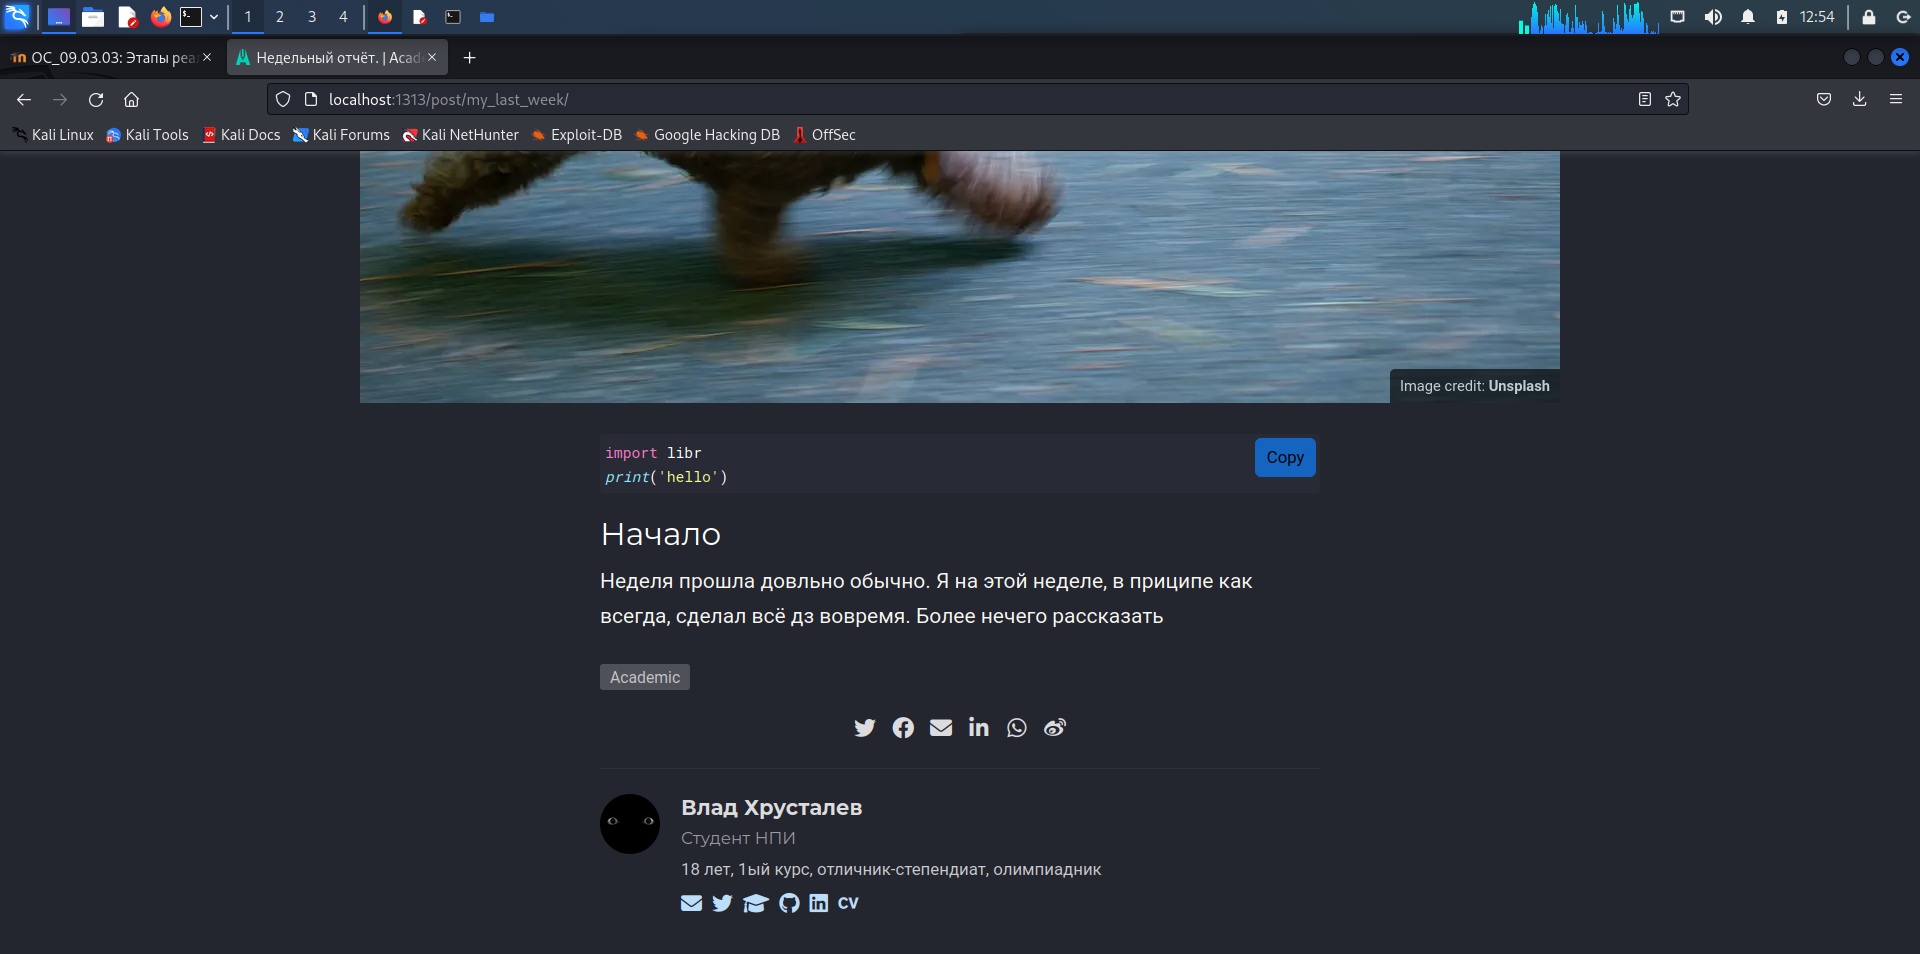 1 2 3 4 12:54
ОС_09.03.03: Этапы реа Недельный отчёт. | Acad
localhost:1313/post/my_last_week/
Kali Linux Kali Tools Kali Docs Kali Forums Kali NetHunter Exploit-DB Google Hacking DB OffSec
Image credit: Unsplash
import libr
Copy
print('hello')
Начало
Неделя прошла довльно обычно. Я на этой неделе, в приципе как
всегда, сделал всё дз вовремя. Более нечего рассказать
Academic
Влад Хрусталев
Студент НПИ
18 лет, 1ый курс, отличник-степендиат, олимпиадник
CV